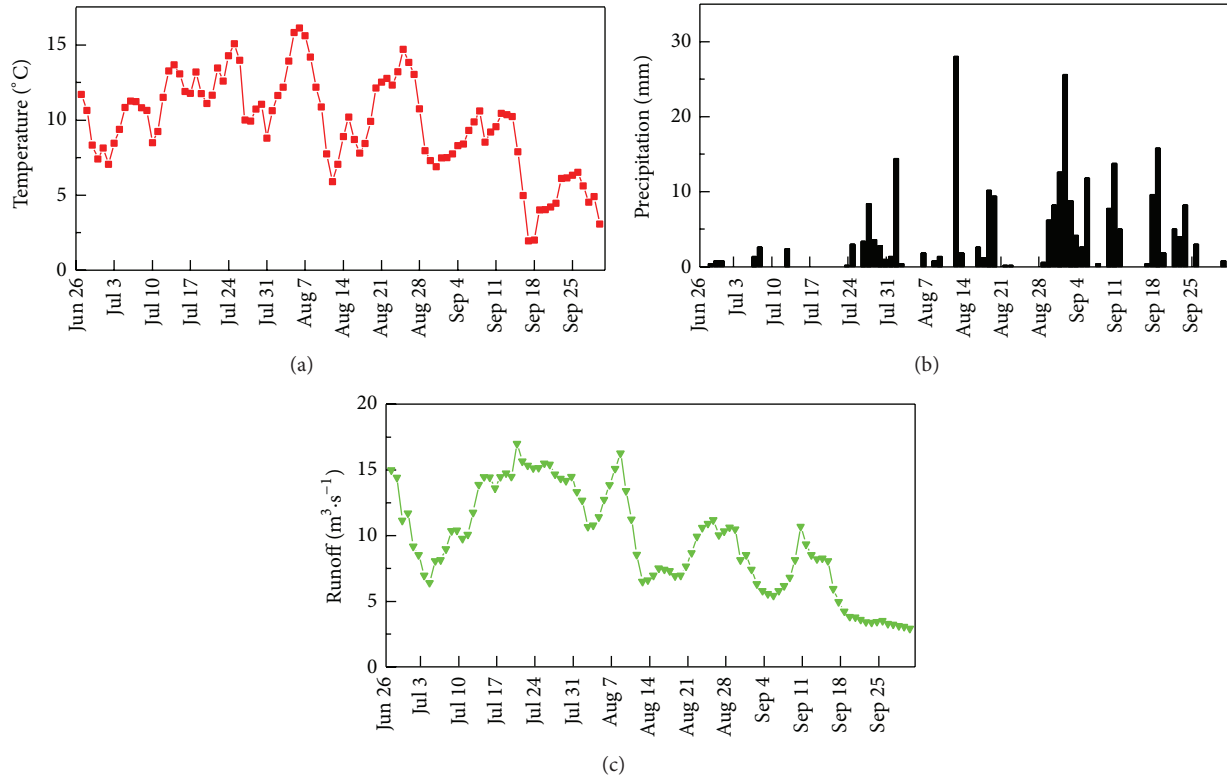 Temperature (°C)
15
10
5
0
Jun 26
Jul 3
Jul 10
Jul 17
Jul 24
Jul 31
Aug 7
Aug 14
Aug 21
Aug 28
Sep 4
Sep 11
Sep 18
Sep 25
(a)
Precipitation (mm)
30
20
10
0
Jun 26
Jul 3
Jul 10
Jul 17
Jul 24
Jul 31
Aug 7
Aug 14
Aug 21
Aug 28
Sep 4
Sep 11
Sep 18
Sep 25
(b)
Runoff (m³·s⁻¹)
20
15
10
5
0
Jun 26
Jul 3
Jul 10
Jul 17
Jul 24
Jul 31
Aug 7
Aug 14
Aug 21
Aug 28
Sep 4
Sep 11
Sep 18
Sep 25
(c)